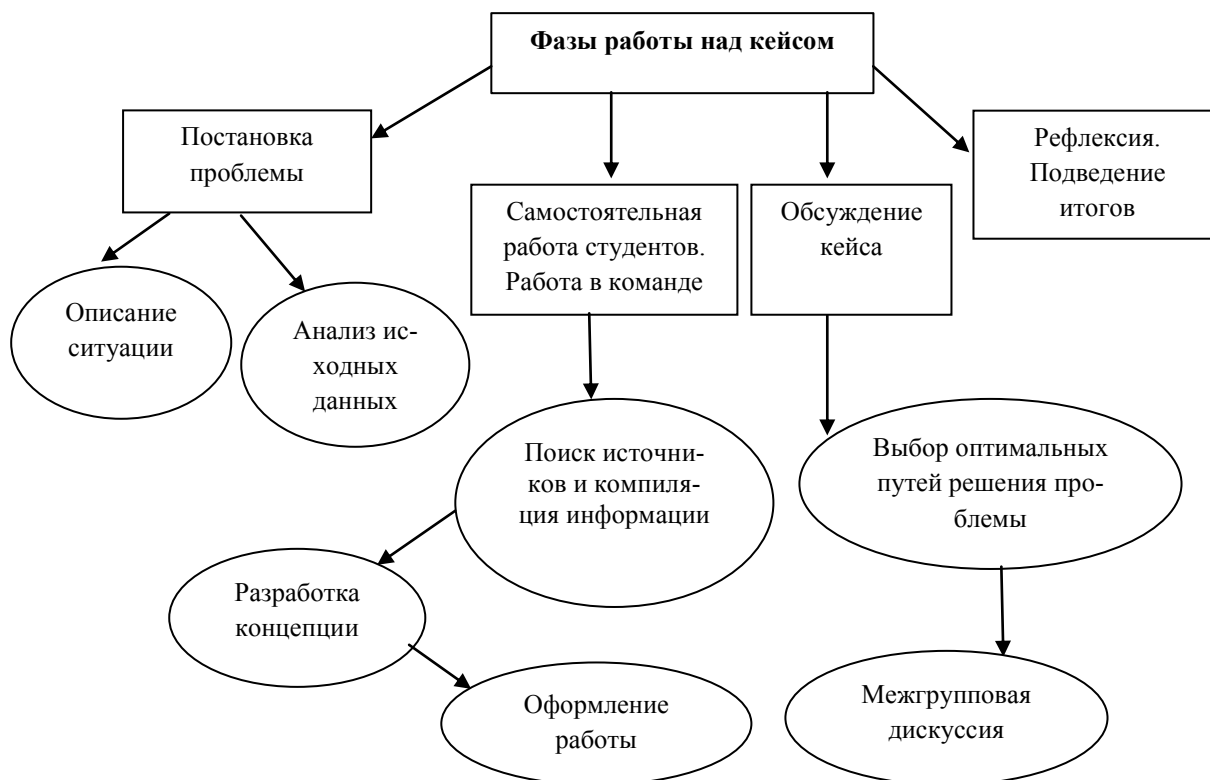 Фазы работы над кейсом
Постановка
проблемы
Самостоятельная
работа студентов.
Работа в команде
Обсуждение
кейса
Рефлексия.
Подведение
итогов
Описание
ситуации
Анализ ис-
ходных
данных
Поиск источни-
ков и компиля-
ция информации
Выбор оптимальных
путей решения про-
блемы
Разработка
концепции
Оформление
работы
Межгрупповая
дискуссия